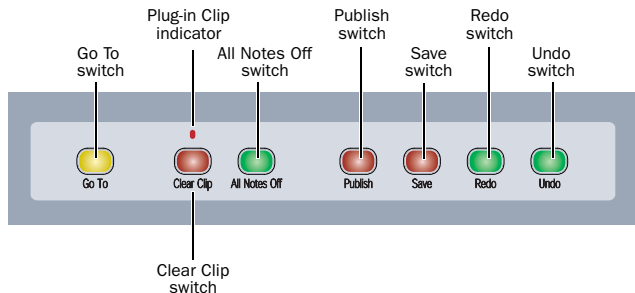 Plug-in Clip
indicator
Publish
switch
Redo
switch
Go To
switch
All Notes Off
switch
Save
switch
Undo
switch
Go To
Clear Clip
All Notes Off
Publish
Save
Redo
Undo
Clear Clip
switch